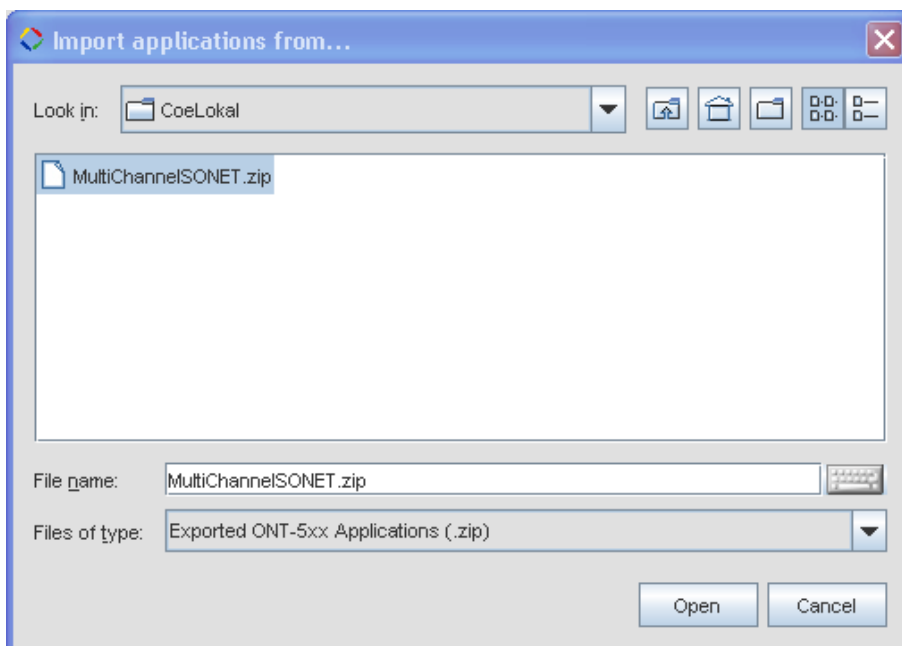 Import applications from...
Look in: CoeLokal
MultiChannelSONET.zip
File name: MultiChannelSONET.zip
Files of type: Exported ONT-5xx Applications (.zip)
Open Cancel